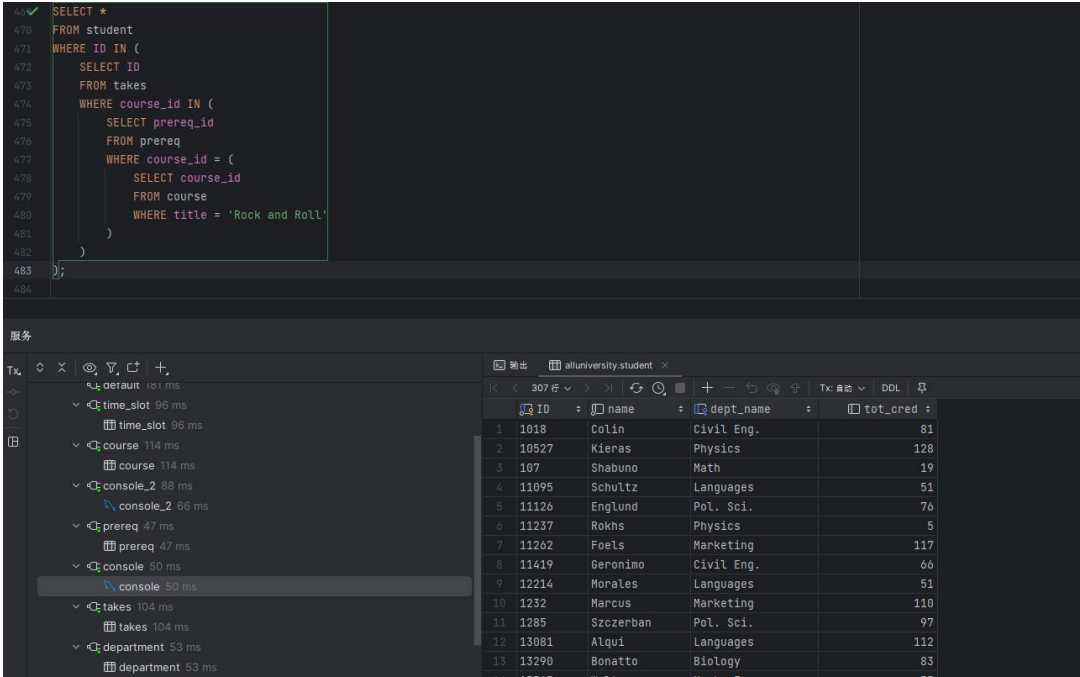 469 SELECT *
470 FROM student
471 WHERE ID IN (
472 SELECT ID
473 FROM takes
474 WHERE course_id IN (
475 SELECT prereq_id
476 FROM prereq
477 WHERE course_id = (
478 SELECT course_id
479 FROM course
480 WHERE title = 'Rock and Roll'
481 )
482 )
483 );
484
服务
Tx
default 181 ms
time_slot 96 ms
time_slot 96 ms
course 114 ms
course 114 ms
console_2 88 ms
console_2 66 ms
prereq 47 ms
prereq 47 ms
console 50 ms
console 50 ms
takes 104 ms
takes 104 ms
department 53 ms
department 53 ms
输出 alluniversity.student
307 行 Tx: 自动 DDL
ID name dept_name tot_cred
1 1018 Colin Civil Eng. 81
2 10527 Kieras Physics 128
3 107 Shabuno Math 19
4 11095 Schultz Languages 51
5 11126 Englund Pol. Sci. 76
6 11237 Rokhs Physics 5
7 11262 Foels Marketing 117
8 11419 Geronimo Civil Eng. 66
9 12214 Morales Languages 51
10 1232 Marcus Marketing 110
11 1285 Szczerban Pol. Sci. 97
12 13081 Alqui Languages 112
13 13290 Bonatto Biology 83